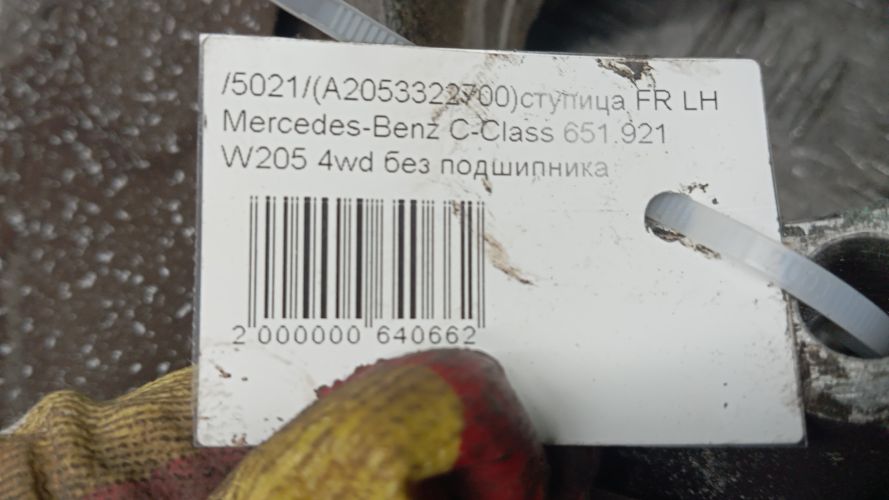 /5021/(A2053322700)ступица FR LH
Mercedes-Benz C-Class 651.921
W205 4wd без подшипника
2 000000 640662